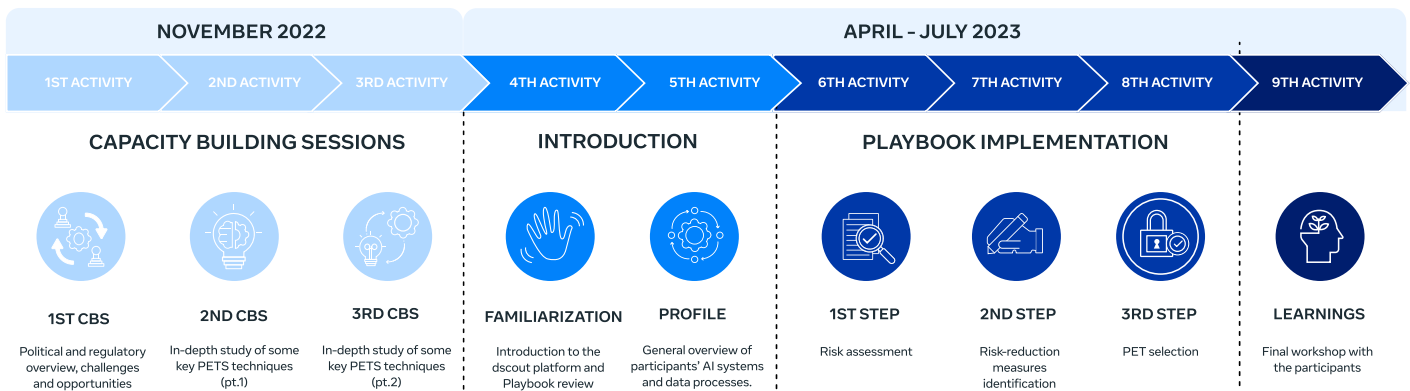 NOVEMBER 2022
APRIL - JULY 2023
1ST ACTIVITY
2ND ACTIVITY
3RD ACTIVITY
4TH ACTIVITY
5TH ACTIVITY
6TH ACTIVITY
7TH ACTIVITY
8TH ACTIVITY
9TH ACTIVITY
CAPACITY BUILDING SESSIONS
INTRODUCTION
PLAYBOOK IMPLEMENTATION
1ST CBS
Political and regulatory
overview, challenges
and opportunities
2ND CBS
In-depth study of some
key PETS techniques
(pt.1)
3RD CBS
In-depth study of some
key PETS techniques
(pt.2)
FAMILIARIZATION
Introduction to the
dscout platform and
Playbook review
PROFILE
General overview of
participants' AI systems
and data processes.
1ST STEP
Risk assessment
2ND STEP
Risk-reduction
measures
identification
3RD STEP
PET selection
LEARNINGS
Final workshop with
the participants